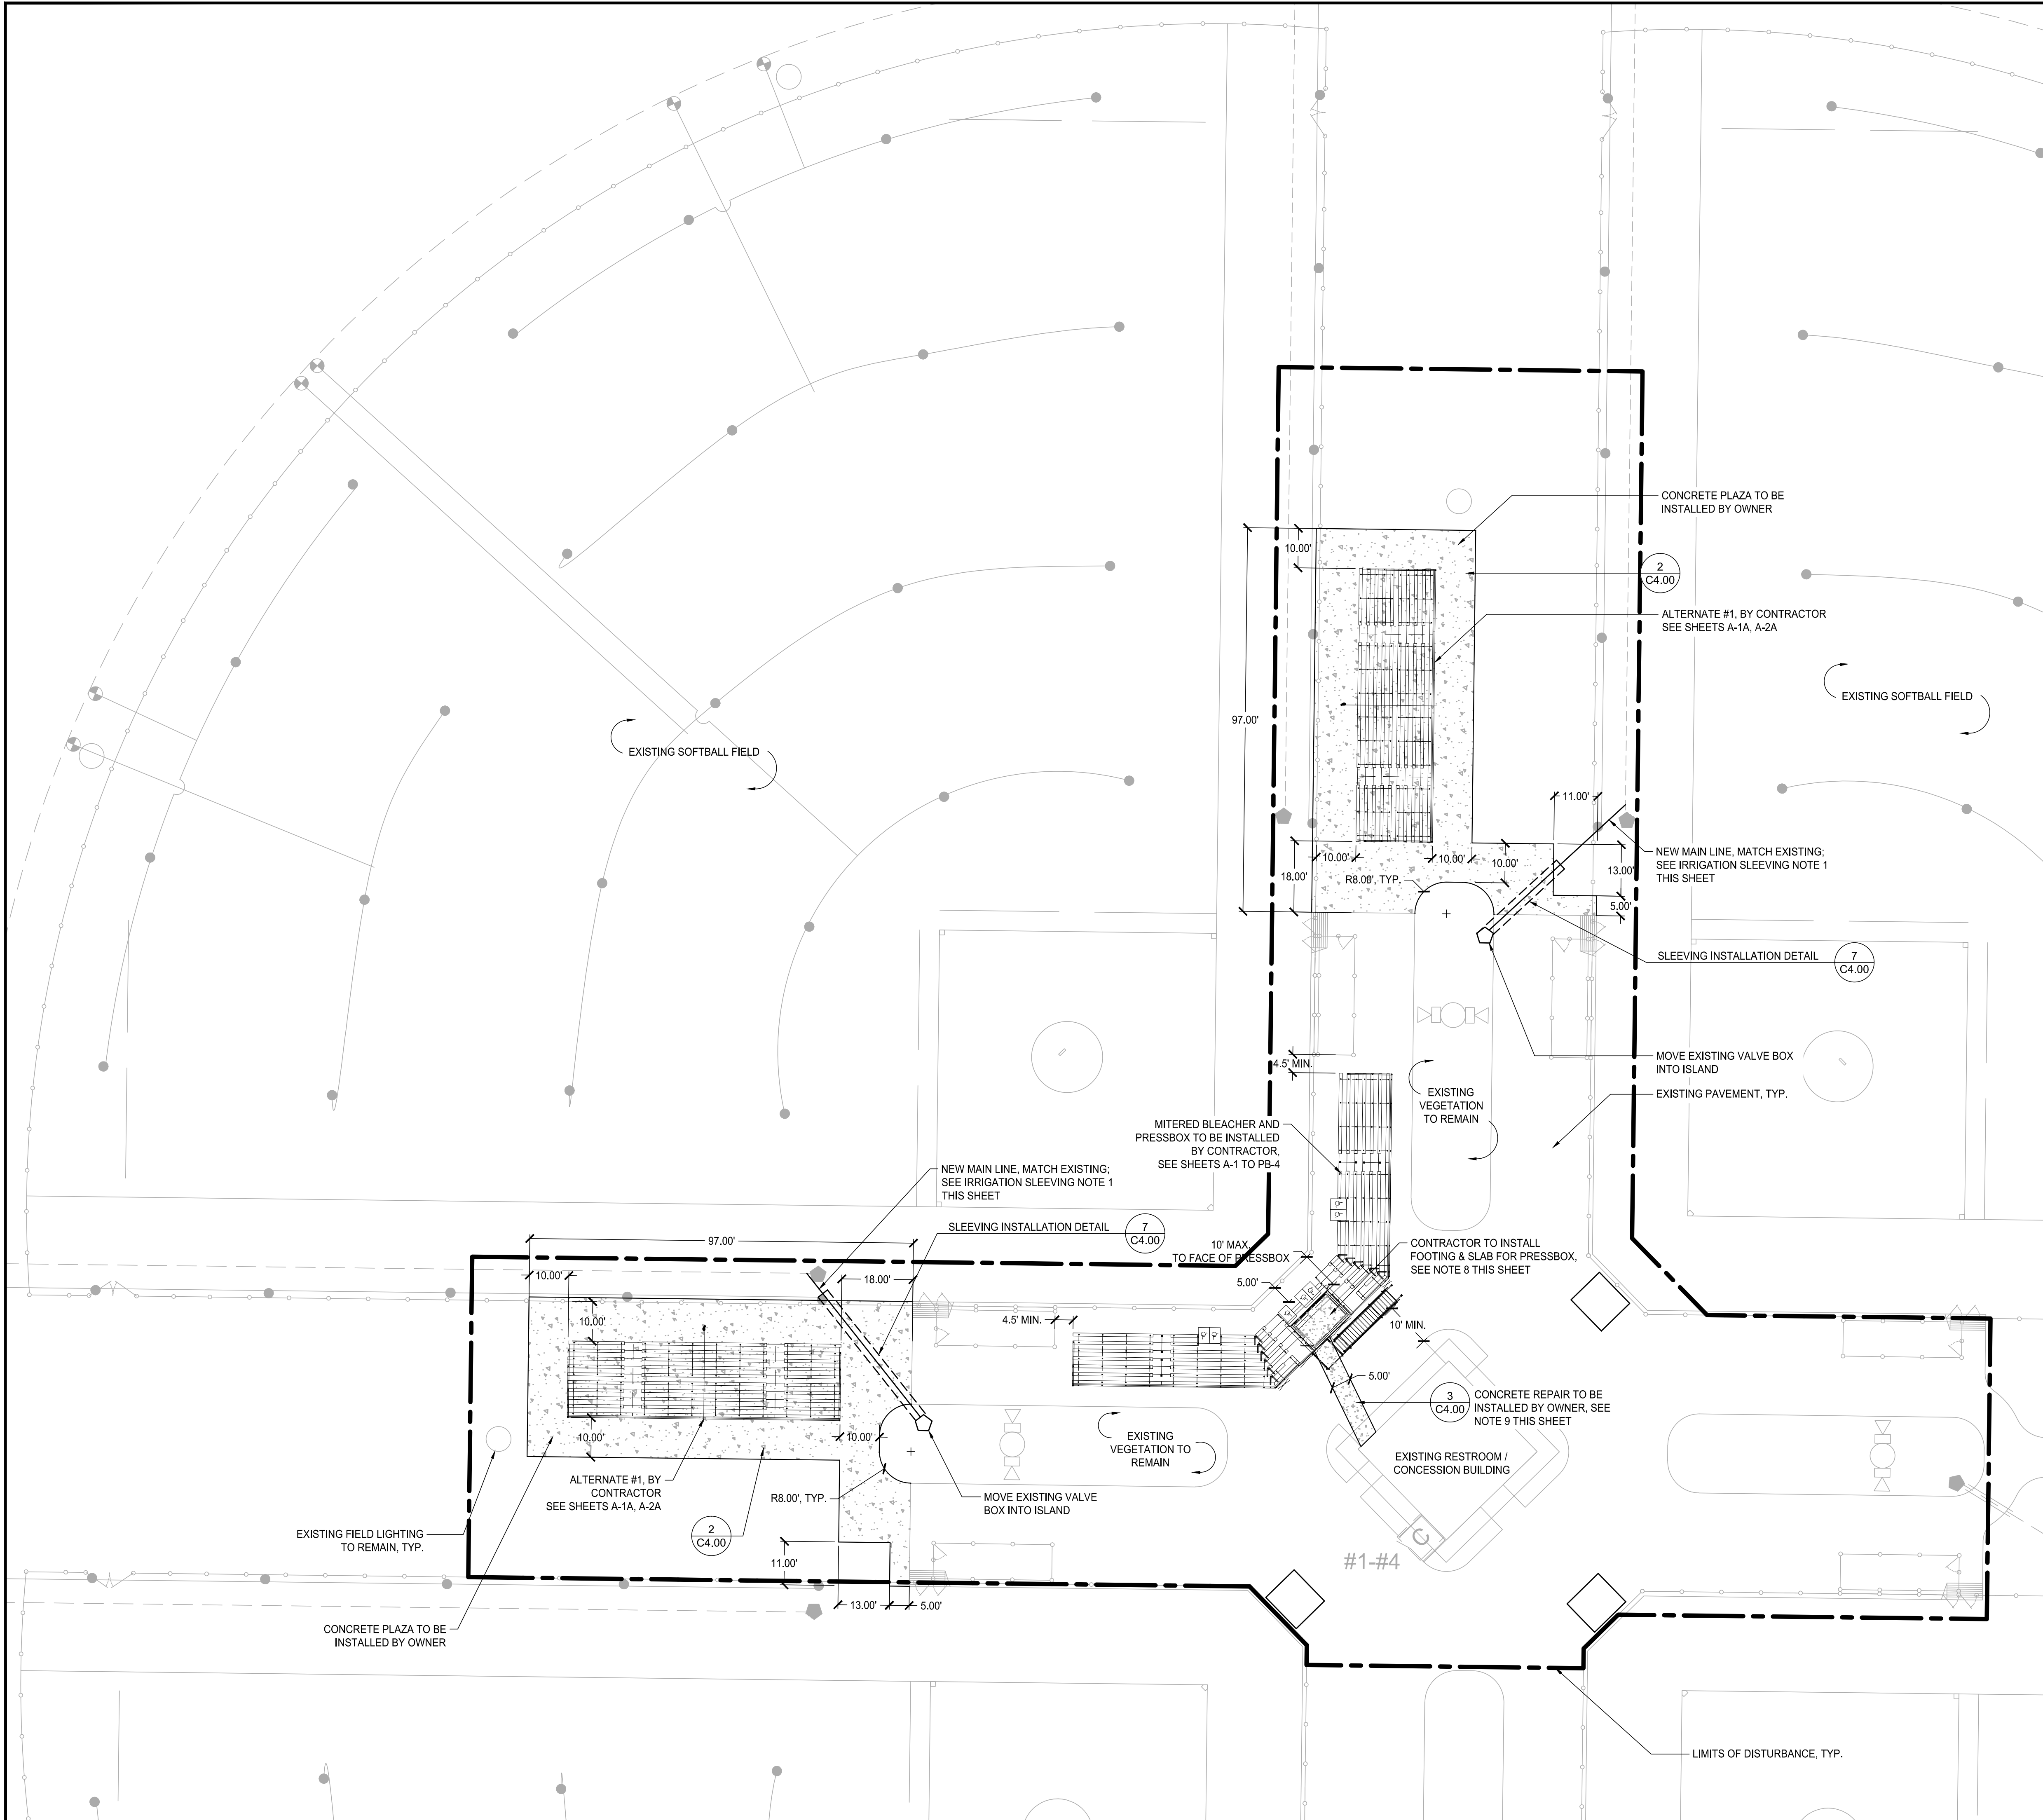 CONCRETE PLAZA TO BE
INSTALLED BY OWNER
10.00'
2
C4.00
ALTERNATE #1, BY CONTRACTOR
SEE SHEETS A-1A, A-2A
EXISTING SOFTBALL FIELD
97.00'
EXISTING SOFTBALL FIELD
11.00'
NEW MAIN LINE, MATCH EXISTING;
SEE IRRIGATION SLEEVING NOTE 1
THIS SHEET
10.00'
10.00'
10.00'
13.00'
18.00'
R8.00', TYP.
5.00'
SLEEVING INSTALLATION DETAIL
7
C4.00
MOVE EXISTING VALVE BOX
INTO ISLAND
4.5' MIN.
EXISTING
VEGETATION
TO REMAIN
EXISTING PAVEMENT, TYP.
MITERED BLEACHER AND
PRESSBOX TO BE INSTALLED
BY CONTRACTOR,
SEE SHEETS A-1 TO PB-4
NEW MAIN LINE, MATCH EXISTING;
SEE IRRIGATION SLEEVING NOTE 1
THIS SHEET
SLEEVING INSTALLATION DETAIL
7
C4.00
97.00'
10' MAX.
TO FACE OF PRESSBOX
CONTRACTOR TO INSTALL
FOOTING & SLAB FOR PRESSBOX,
SEE NOTE 8 THIS SHEET
10.00'
18.00'
5.00'
10.00'
4.5' MIN.
10' MIN.
5.00'
3
C4.00
CONCRETE REPAIR TO BE
INSTALLED BY OWNER, SEE
NOTE 9 THIS SHEET
10.00'
10.00'
EXISTING
VEGETATION TO
REMAIN
EXISTING RESTROOM /
CONCESSION BUILDING
ALTERNATE #1, BY
CONTRACTOR
SEE SHEETS A-1A, A-2A
R8.00', TYP.
MOVE EXISTING VALVE
BOX INTO ISLAND
EXISTING FIELD LIGHTING
TO REMAIN, TYP.
2
C4.00
C
#1-#4
11.00'
13.00'
5.00'
CONCRETE PLAZA TO BE
INSTALLED BY OWNER
LIMITS OF DISTURBANCE, TYP.